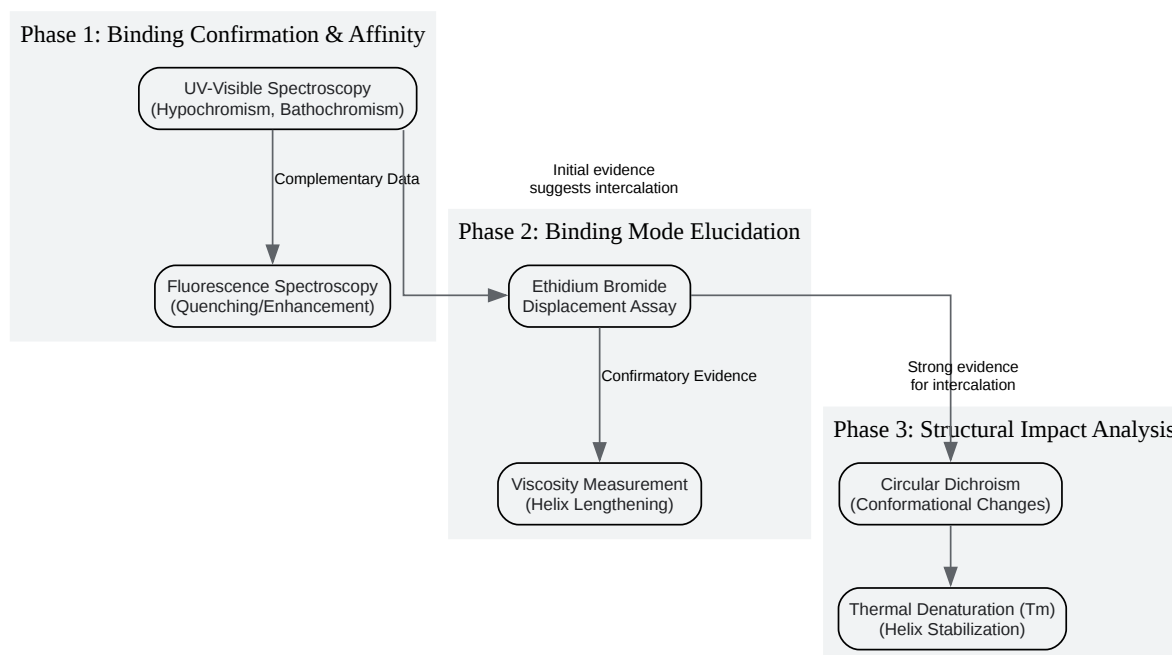 Phase 1: Binding Confirmation & Affinity
UV-Visible Spectroscopy
(Hypochromism, Bathochromism)
Complementary Data
Fluorescence Spectroscopy
(Quenching/Enhancement)
Initial evidence
suggests intercalation
Phase 2: Binding Mode Elucidation
Ethidium Bromide
Displacement Assay
Confirmatory Evidence
Viscosity Measurement
(Helix Lengthening)
Strong evidence
for intercalation
Phase 3: Structural Impact Analysis
Circular Dichroism
(Conformational Changes)
Thermal Denaturation (Tm)
(Helix Stabilization)